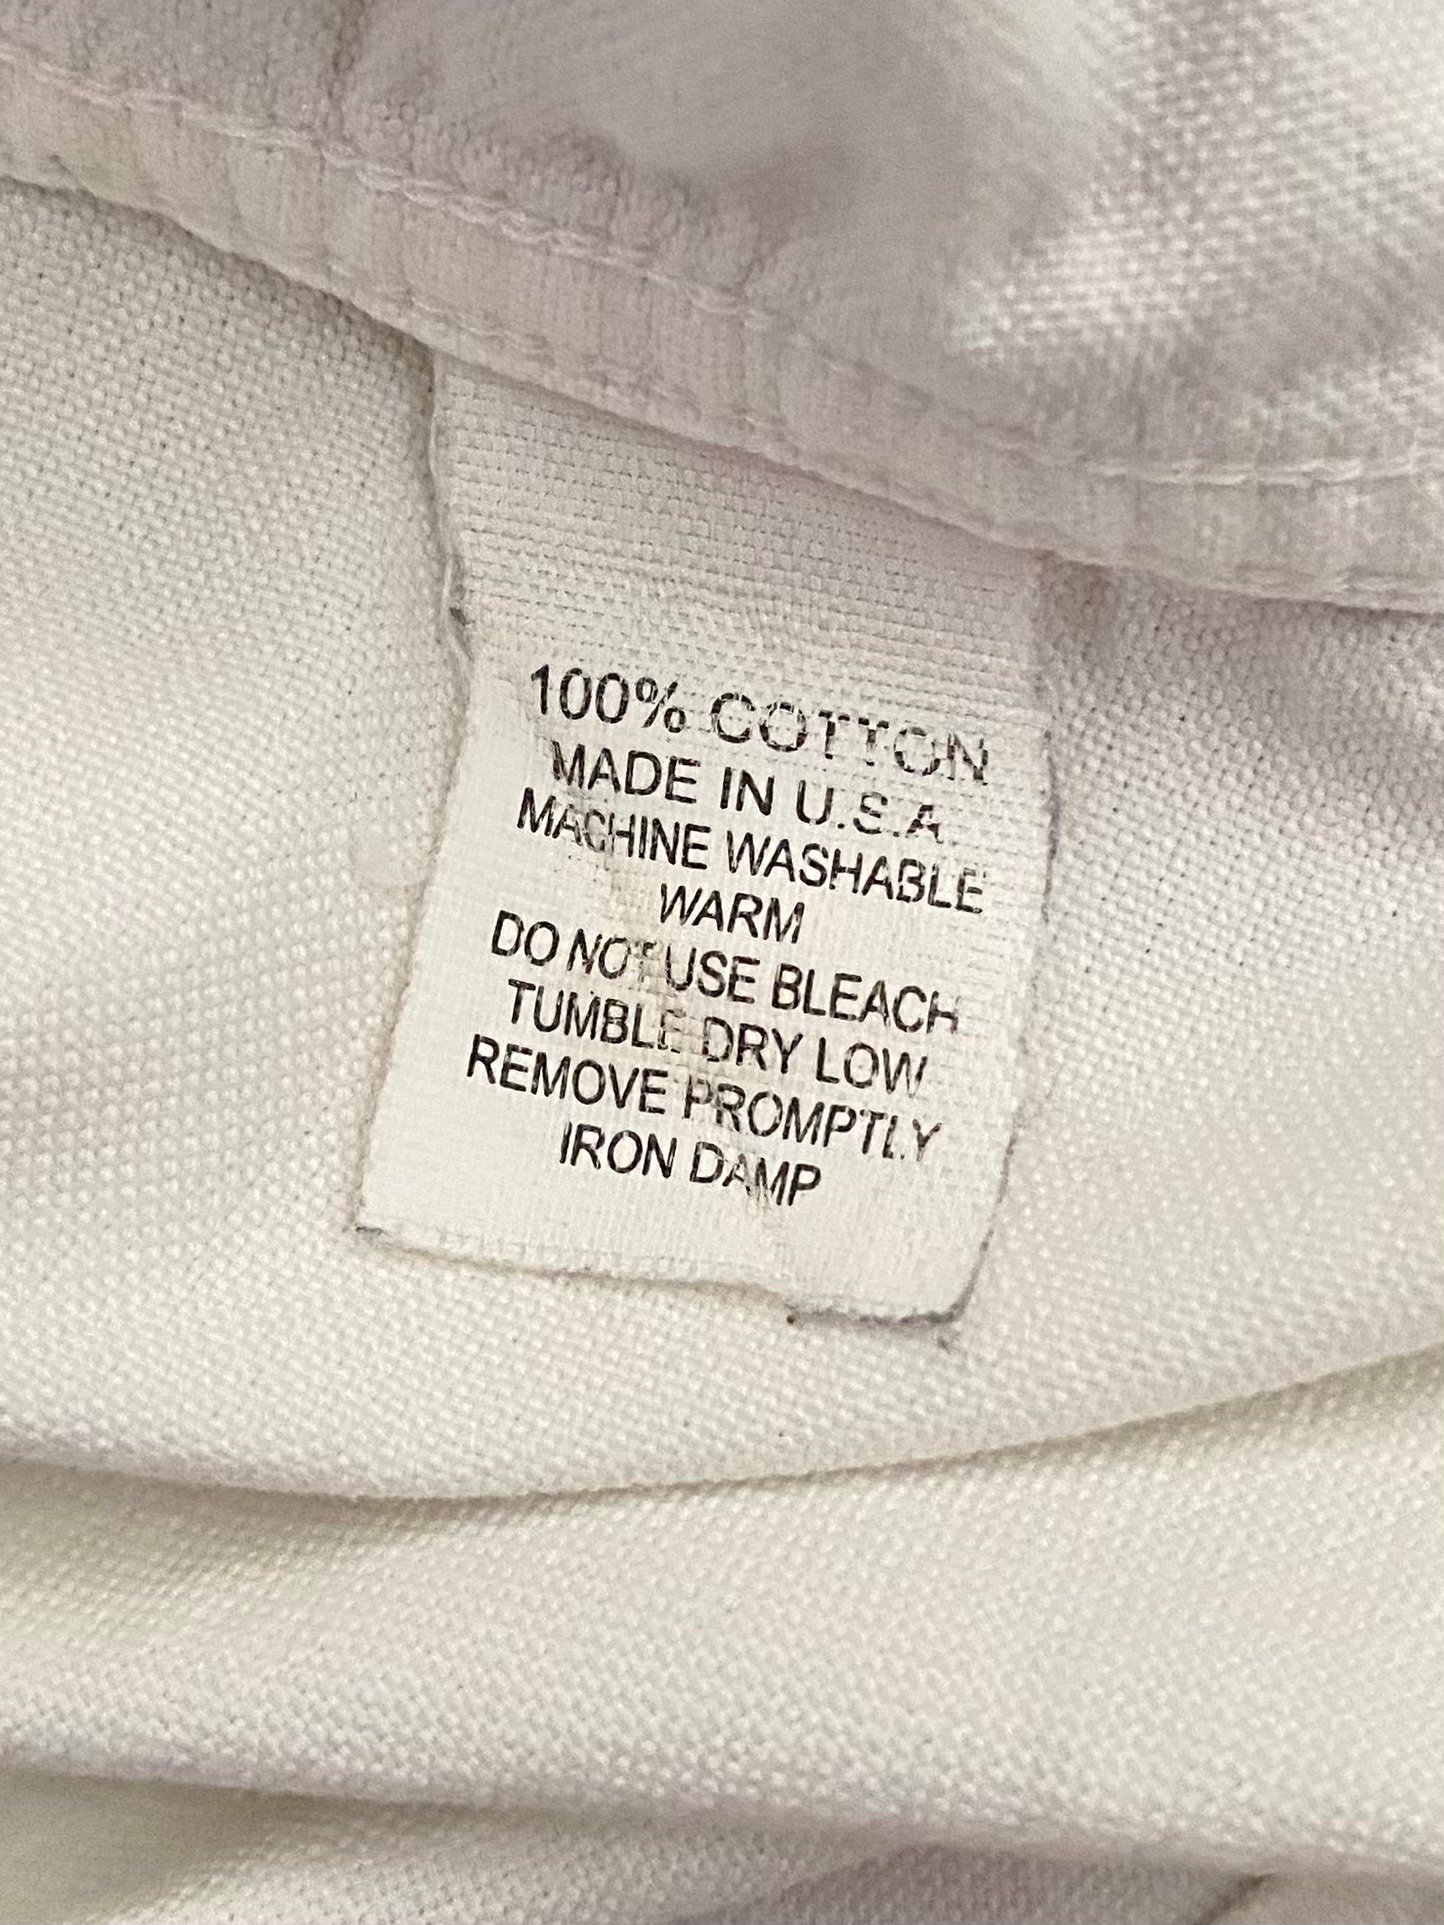 100% COTTON
MADE IN U.S.A.
MACHINE WASHABLE
WARM
DO NOT USE BLEACH
TUMBLE DRY LOW
REMOVE PROMPTLY
IRON DAMP